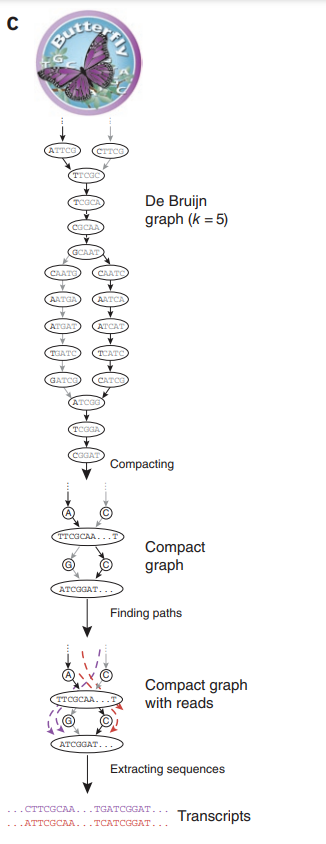 c
Butterfly
T G C A C
ATTCG CTTCG
TTCGC
TCGCA
De Bruijn
graph (k = 5)
CGCAA
GCAAT
CAATG CAATC
AATGA AATCA
ATGAT ATCAT
TGATC TCATC
GATCG CATCG
ATCGG
TCGGA
CGGAT
Compacting
A C
TTCGCAA...T
Compact
graph
G C
ATCGGAT...
Finding paths
A C
Compact graph
with reads
TTCGCAA...T
G C
ATCGGAT...
Extracting sequences
...CTTCGCAA...TGATCGGAT...
Transcripts
...ATTCGCAA...TCATCGGAT...